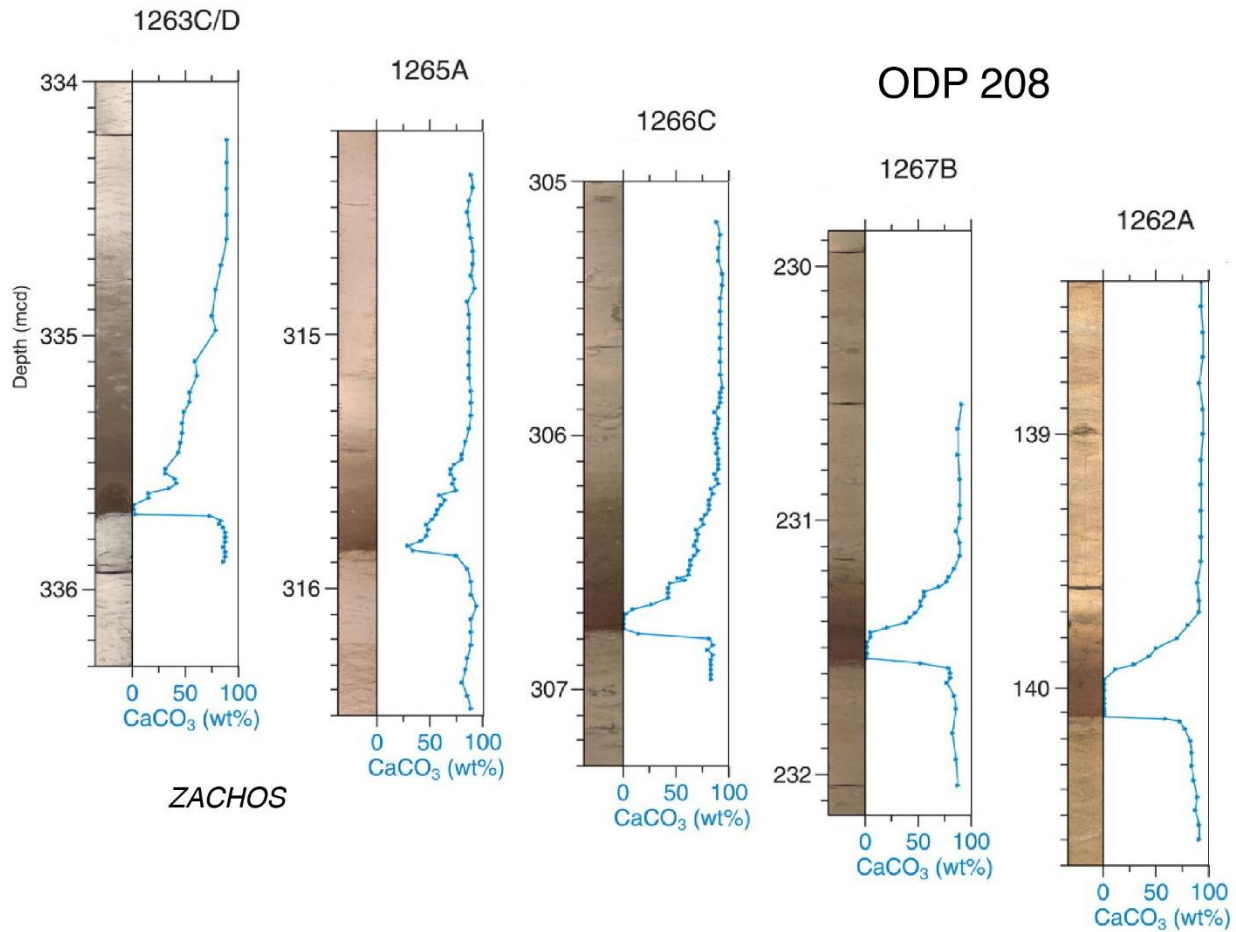 1263C/D
334
335
336
Depth (mcd)
0 50 100
CaCO3 (wt%)
ZACHOS
1265A
315
316
0 50 100
CaCO3 (wt%)
1266C
305
306
307
0 50 100
CaCO3 (wt%)
ODP 208
1267B
230
231
232
0 50 100
CaCO3 (wt%)
1262A
139
140
0 50 100
CaCO3 (wt%)